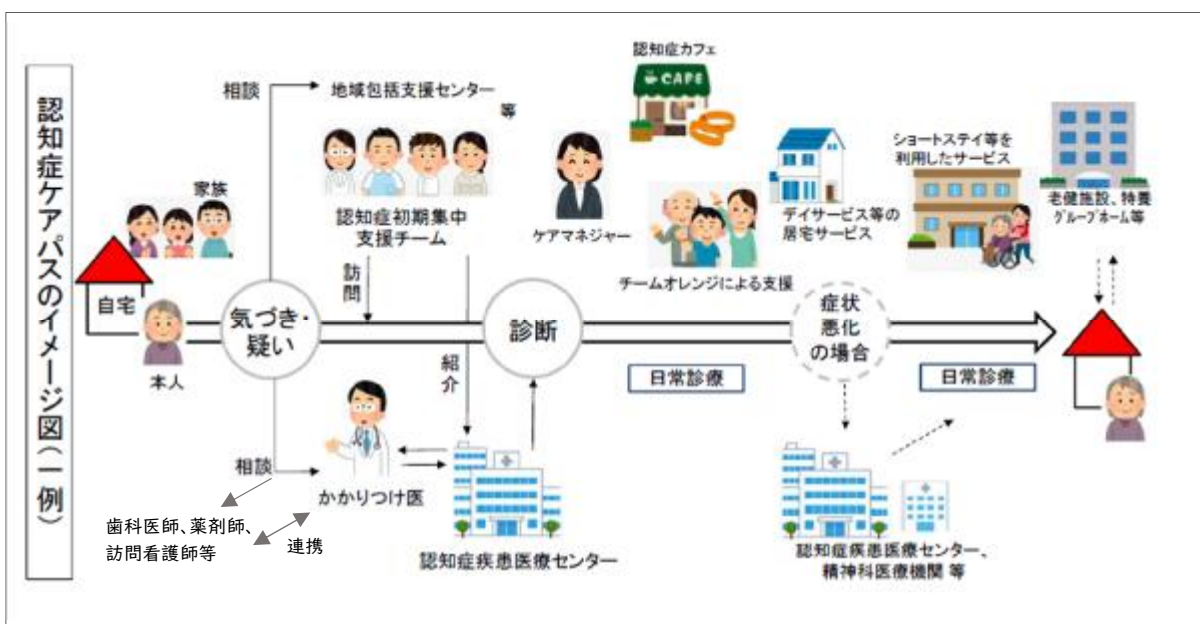 認知症ケアパスのイメージ図(一例)
認知症カフェ
CAFE
相談
地域包括支援センター
等
家族
認知症初期集中
支援チーム
ケアマネジャー
チームオレンジによる支援
デイサービス等の
居宅サービス
ショートステイ等を
利用したサービス
老健施設、特養
グループホーム等
自宅
本人
気づき・
疑い
訪問
診断
症状
悪化
の場合
日常診療
日常診療
紹介
相談
かかりつけ医
歯科医師、薬剤師、
訪問看護師等
連携
認知症疾患医療センター
認知症疾患医療センター、
精神科医療機関 等